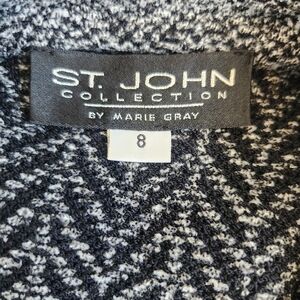 ST. JOHN
COLLECTION
BY MARIE GRAY
8